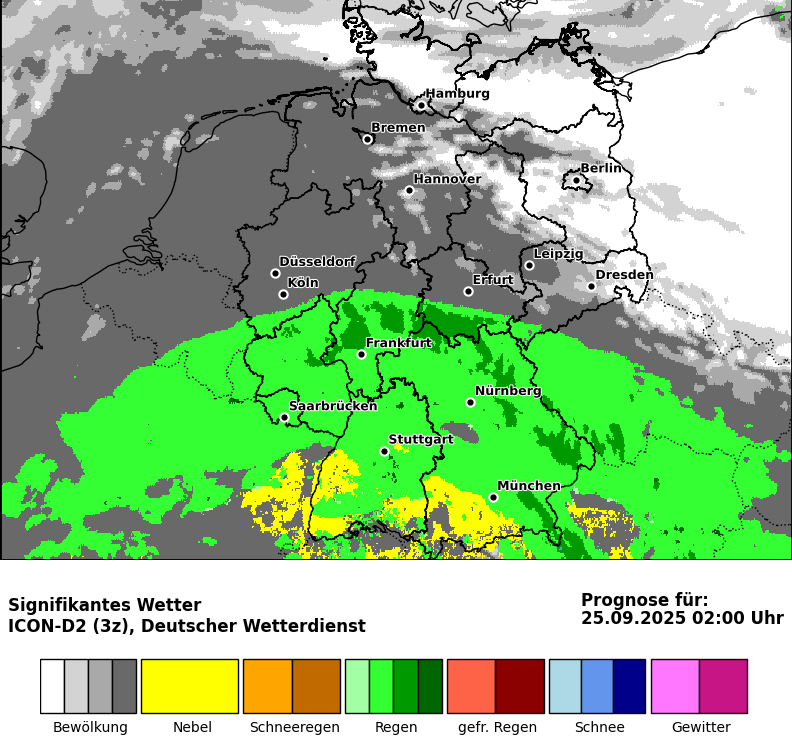 Hamburg
Bremen
Berlin
Hannover
Leipzig
Düsseldorf
Dresden
Köln
Erfurt
Frankfurt
Nürnberg
Saarbrücken
Stuttgart
München
Signifikantes Wetter
ICON-D2 (3z), Deutscher Wetterdienst
Prognose für:
25.09.2025 02:00 Uhr
Bewölkung Nebel Schneeregen Regen gefr. Regen Schnee Gewitter